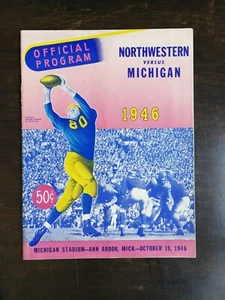 OFFICIAL
PROGRAM
NORTHWESTERN
VERSUS
MICHIGAN
1946
80
50¢
MICHIGAN STADIUM—ANN ARBOR, MICH.—OCTOBER 19, 1946